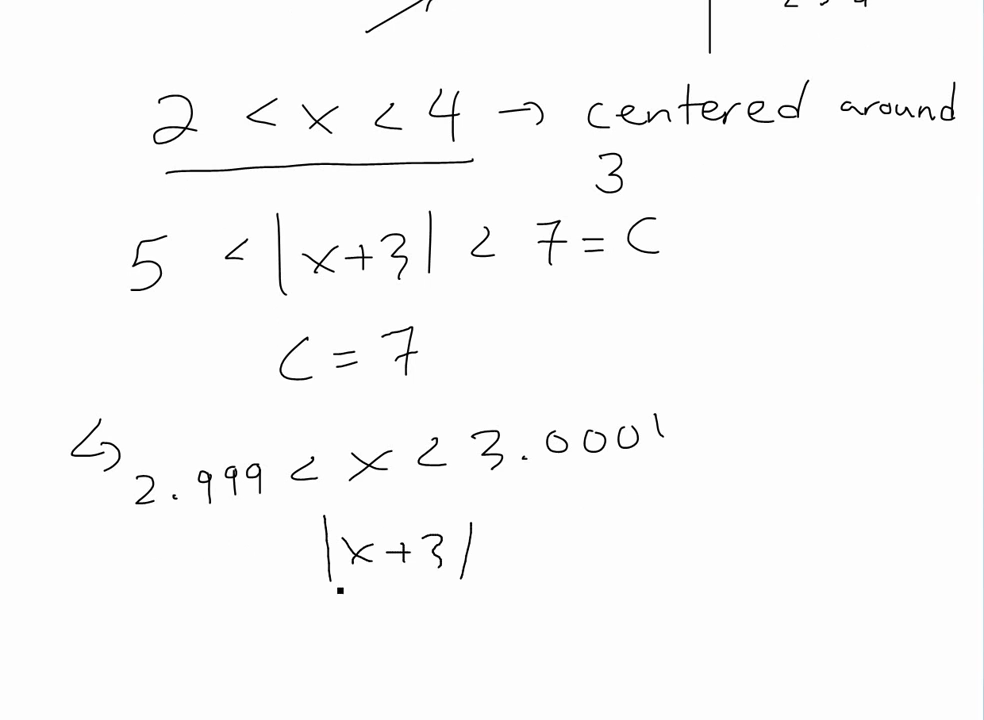 2 < x < 4 → centered around
3
5 < |x+3| < 7 = C
C = 7
↳ 2.999 < x < 3.0001
|x+3|